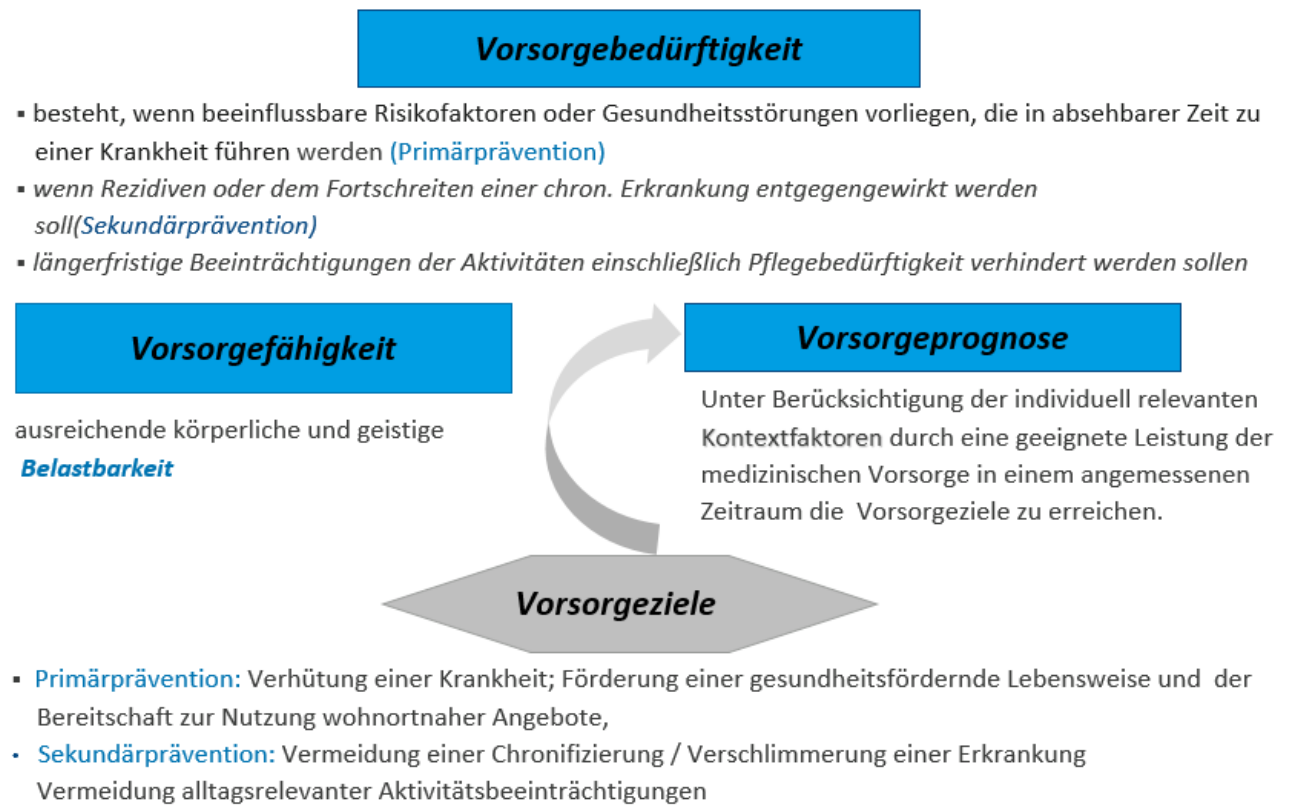 Vorsorgebedürftigkeit
▪ besteht, wenn beeinflussbare Risikofaktoren oder Gesundheitsstörungen vorliegen, die in absehbarer Zeit zu
einer Krankheit führen werden (Primärprävention)
▪ wenn Rezidiven oder dem Fortschreiten einer chron. Erkrankung entgegengewirkt werden
soll(Sekundärprävention)
▪ längerfristige Beeinträchtigungen der Aktivitäten einschließlich Pflegebedürftigkeit verhindert werden sollen
Vorsorgefähigkeit
ausreichende körperliche und geistige
Belastbarkeit
Vorsorgeprognose
Unter Berücksichtigung der individuell relevanten
Kontextfaktoren durch eine geeignete Leistung der
medizinischen Vorsorge in einem angemessenen
Zeitraum die Vorsorgeziele zu erreichen.
Vorsorgeziele
▪ Primärprävention: Verhütung einer Krankheit; Förderung einer gesundheitsfördernde Lebensweise und der
Bereitschaft zur Nutzung wohnortnaher Angebote,
• Sekundärprävention: Vermeidung einer Chronifizierung / Verschlimmerung einer Erkrankung
Vermeidung alltagsrelevanter Aktivitätsbeeinträchtigungen